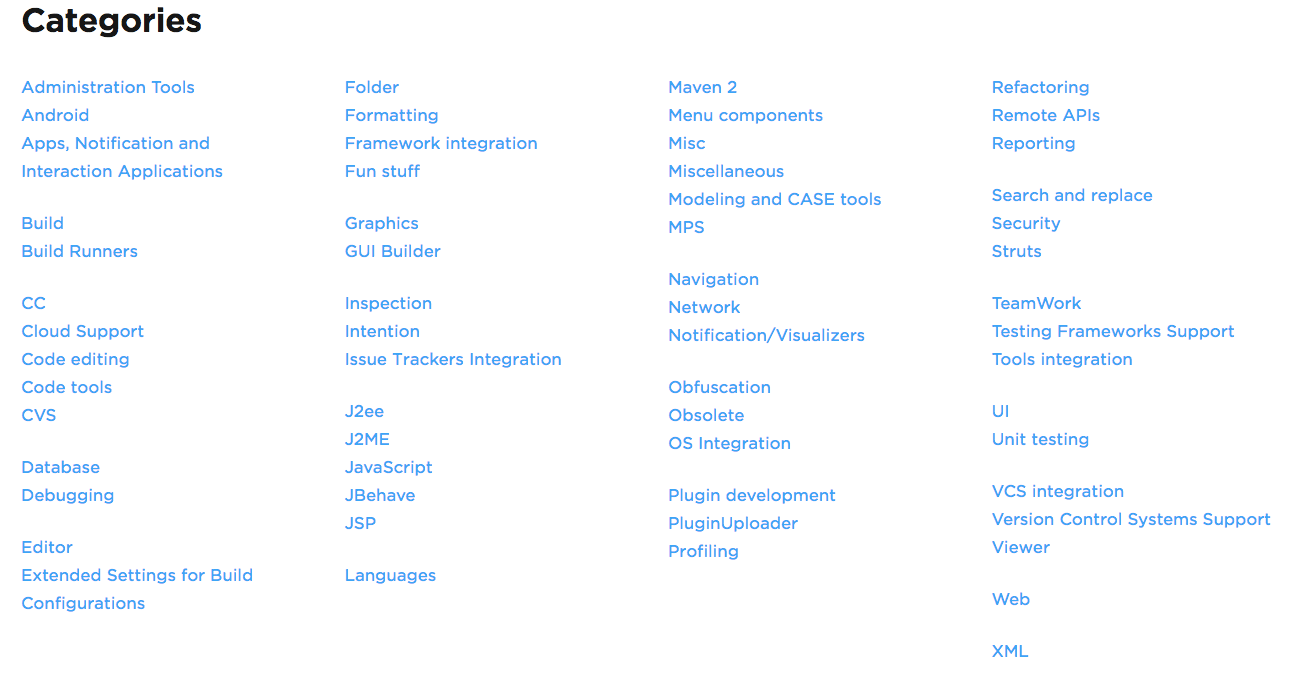 Categories
Administration Tools
Android
Apps, Notification and
Interaction Applications
Build
Build Runners
CC
Cloud Support
Code editing
Code tools
CVS
Database
Debugging
Editor
Extended Settings for Build
Configurations
Folder
Formatting
Framework integration
Fun stuff
Graphics
GUI Builder
Inspection
Intention
Issue Trackers Integration
J2ee
J2ME
JavaScript
JBehave
JSP
Languages
Maven 2
Menu components
Misc
Miscellaneous
Modeling and CASE tools
MPS
Navigation
Network
Notification/Visualizers
Obfuscation
Obsolete
OS Integration
Plugin development
PluginUploader
Profiling
Refactoring
Remote APIs
Reporting
Search and replace
Security
Struts
TeamWork
Testing Frameworks Support
Tools integration
UI
Unit testing
VCS integration
Version Control Systems Support
Viewer
Web
XML